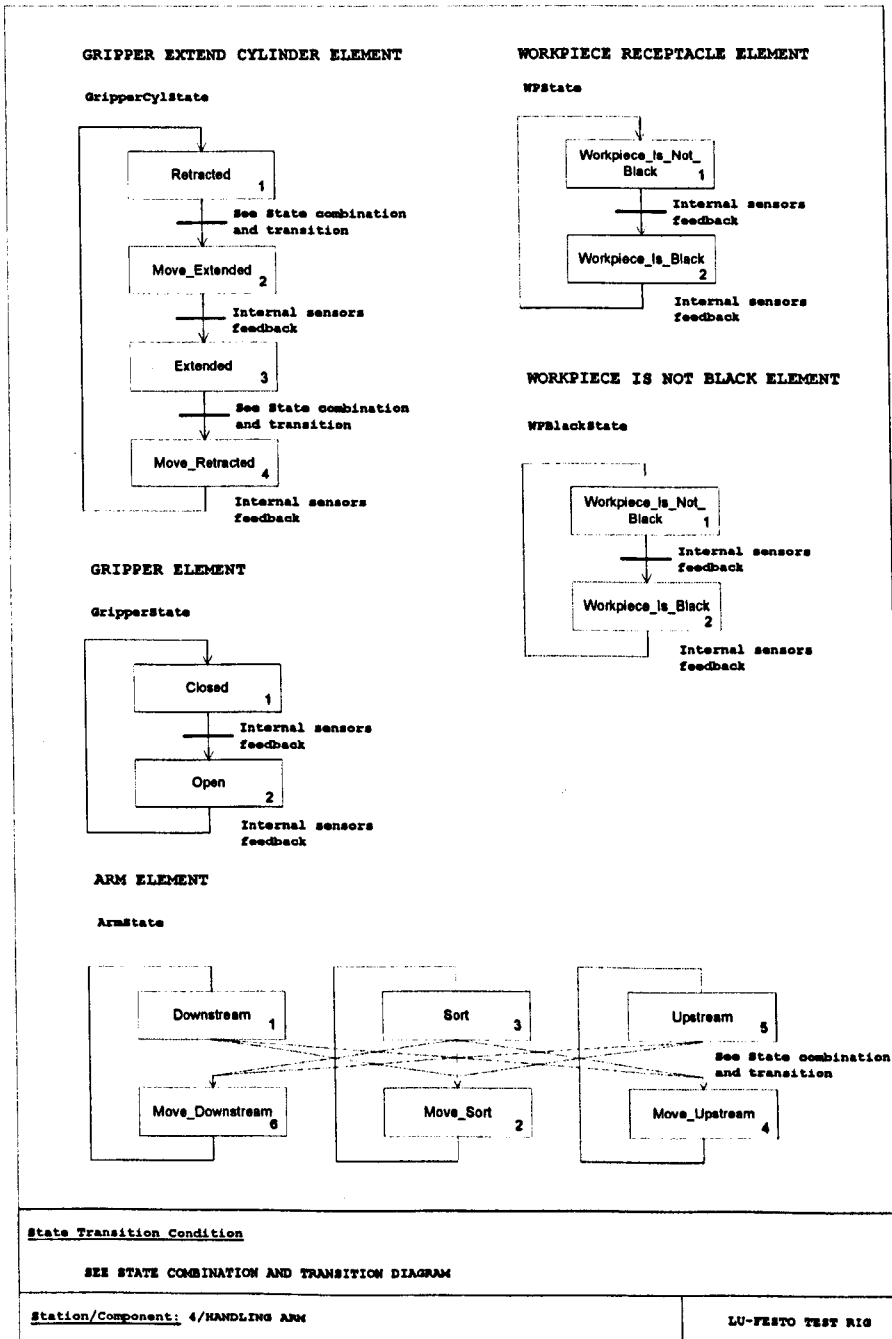 GRIPPER EXTEND CYLINDER ELEMENT
GripperCylState
Retracted
1
See State combination
and transition
Move_Extended
2
Internal sensors
feedback
Extended
3
See State combination
and transition
Move_Retracted
4
Internal sensors
feedback
GRIPPER ELEMENT
GripperState
Closed
1
Internal sensors
feedback
Open
2
Internal sensors
feedback
WORKPIECE RECEPTACLE ELEMENT
WPState
Workpiece_Is_Not_
Black
1
Internal sensors
feedback
Workpiece_Is_Black
2
Internal sensors
feedback
WORKPIECE IS NOT BLACK ELEMENT
WPBlackState
Workpiece_Is_Not_
Black
1
Internal sensors
feedback
Workpiece_Is_Black
2
Internal sensors
feedback
ARM ELEMENT
ArmState
Downstream
1
Sort
3
Upstream
5
See State combination
and transition
Move_Downstream
6
Move_Sort
2
Move_Upstream
4
State Transition Condition
SEE STATE COMBINATION AND TRANSITION DIAGRAM
Station/Component: 4/HANDLING ARM
LU-FESTO TEST RIG